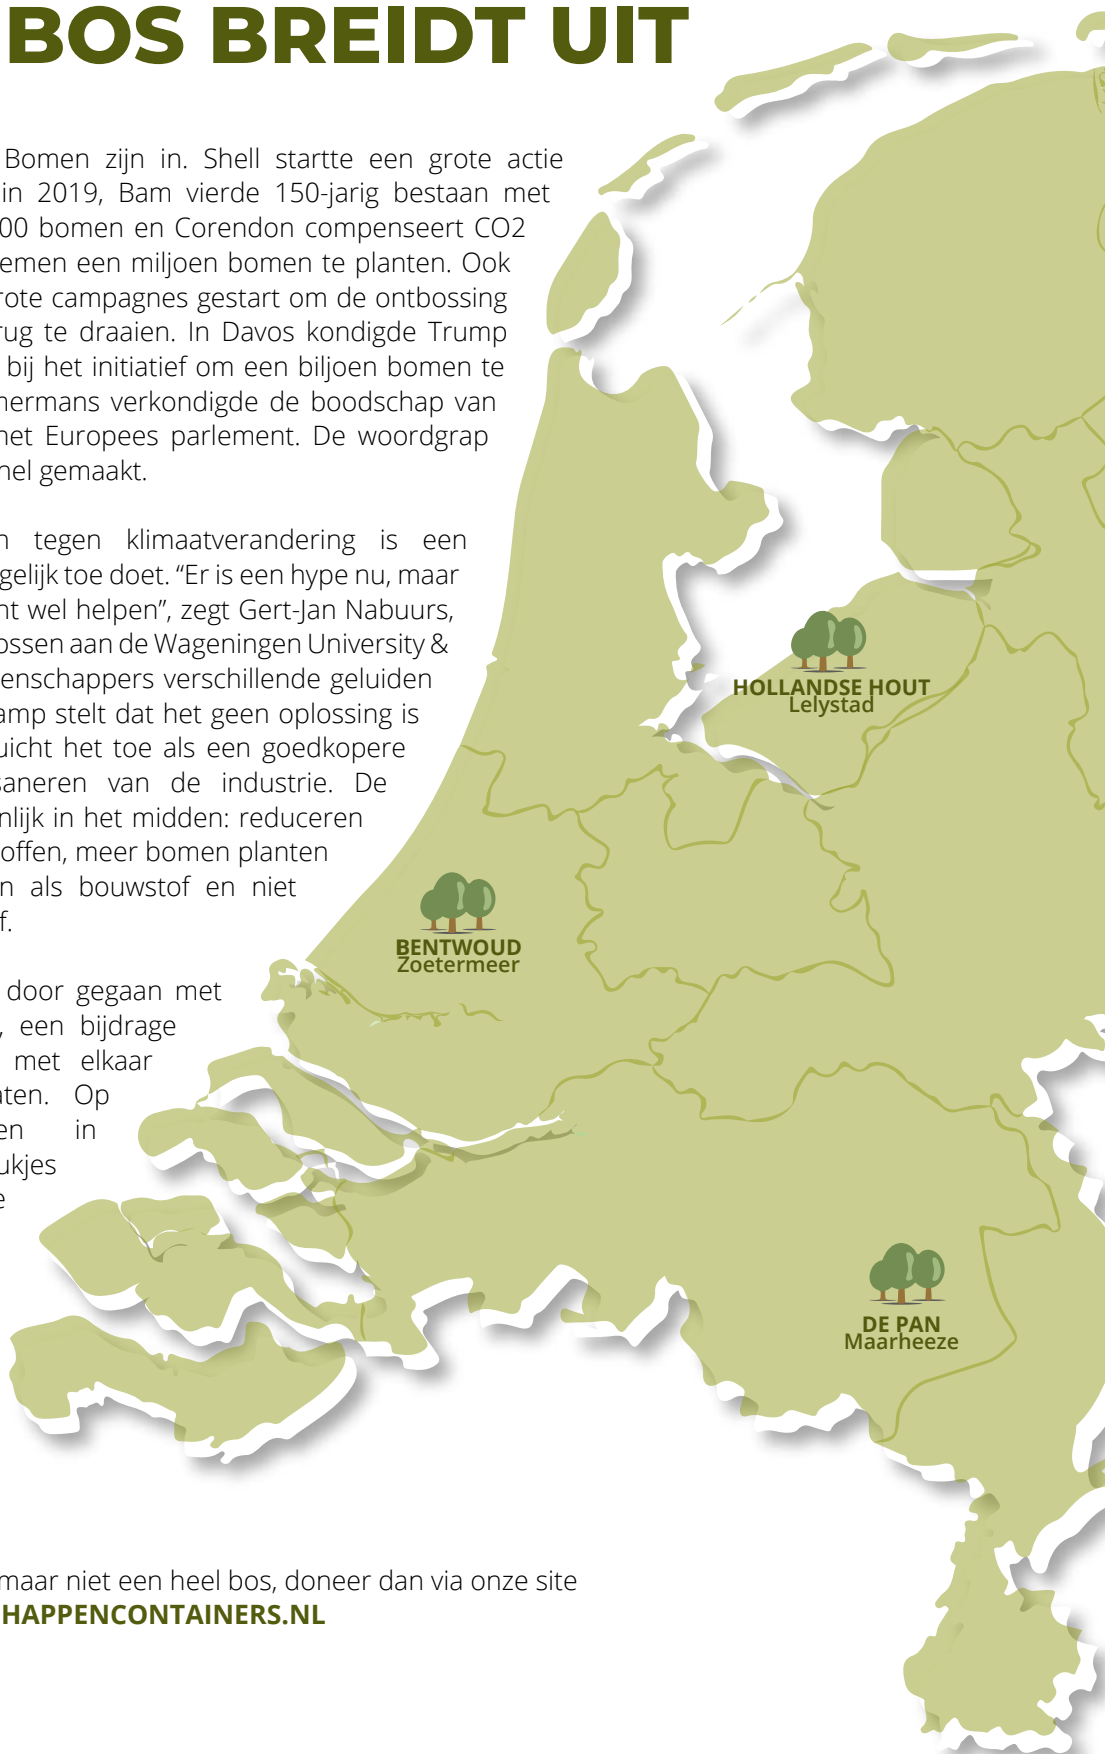 BOS BREIDT UIT
Bomen zijn in. Shell startte een grote actie
in 2019, Bam vierde 150-jarig bestaan met
00 bomen en Corendon compenseert CO2
emen een miljoen bomen te planten. Ook
rote campagnes gestart om de ontbossing
rug te draaien. In Davos kondigde Trump
bij het initiatief om een biljoen bomen te
mermans verkondigde de boodschap van
het Europees parlement. De woordgrap
nel gemaakt.
n tegen klimaatverandering is een
gelijk toe doet. “Er is een hype nu, maar
ht wel helpen”, zegt Gert-Jan Nabuurs,
ossen aan de Wageningen University &
enschappers verschillende geluiden
amp stelt dat het geen oplossing is
uicht het toe als een goedkopere
saneren van de industrie. De
nlijk in het midden: reduceren
offen, meer bomen planten
n als bouwstof en niet
f.
door gegaan met
, een bijdrage
met elkaar
aten. Op
en in
ukjes
e
HOLLANDSE HOUT
Lelystad
BENTWOUD
Zoetermeer
DE PAN
Maarheeze
maar niet een heel bos, doneer dan via onze site
HAPPENCONTAINERS.NL